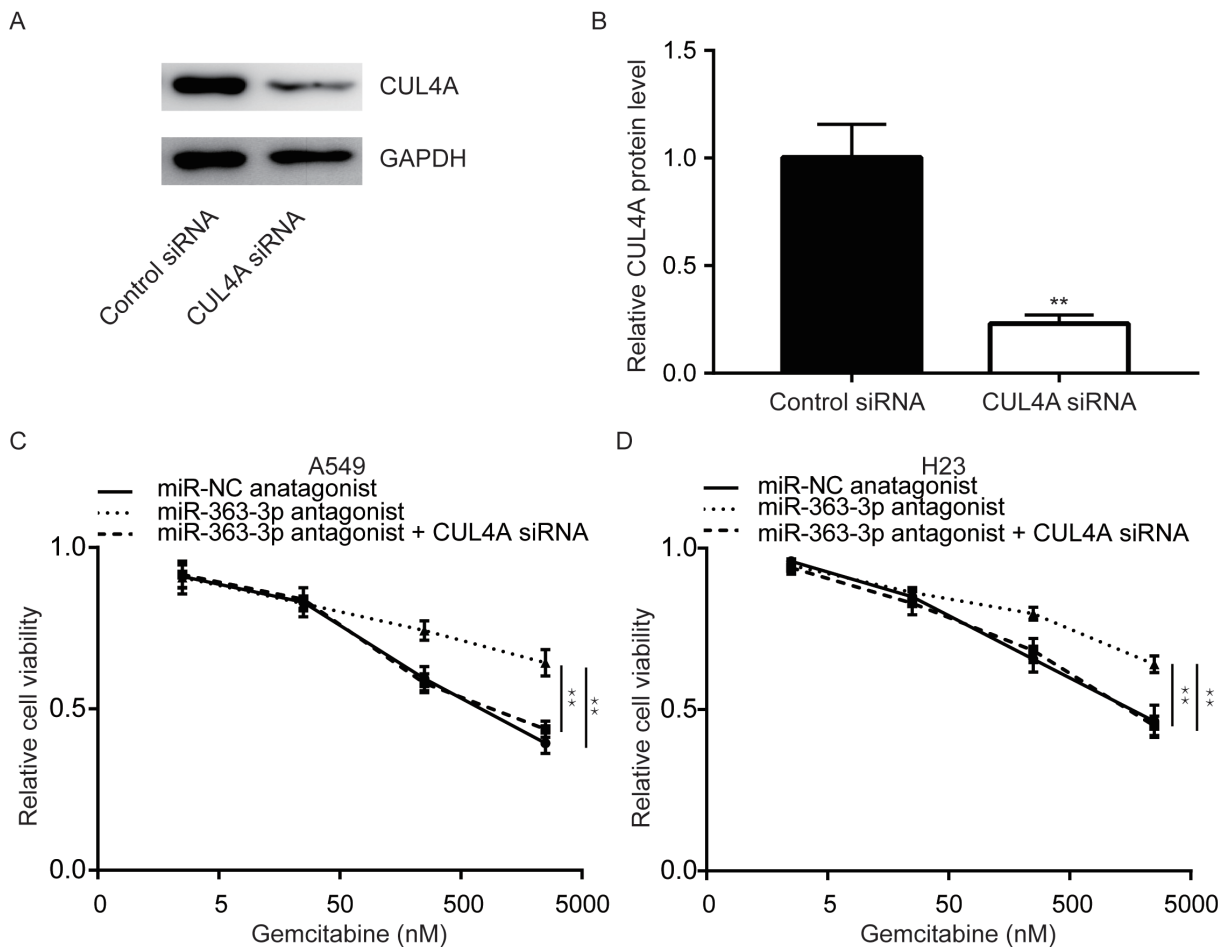 A
CUL4A
GAPDH
Control siRNA
CUL4A siRNA
B
Relative CUL4A protein level
1.5
1.0
0.5
0.0
**
Control siRNA
CUL4A siRNA
C
A549
miR-NC anatagonist
miR-363-3p antagonist
miR-363-3p antagonist + CUL4A siRNA
Relative cell viability
1.0
0.5
0.0
**
**
0 5 50 500 5000
Gemcitabine (nM)
D
H23
miR-NC anatagonist
miR-363-3p antagonist
miR-363-3p antagonist + CUL4A siRNA
Relative cell viability
1.0
0.5
0.0
**
**
0 5 50 500 5000
Gemcitabine (nM)